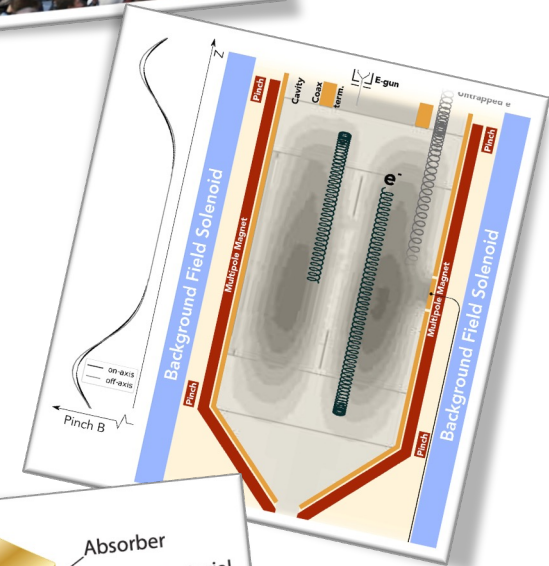 Z
Pinch
Cavity
Coax
term.
E-gun
Untrapped e
Pinch
e-
Background Field Solenoid
Multipole Magnet
Multipole Magnet
Background Field Solenoid
on-axis
off-axis
Pinch B
Pinch
Pinch
Absorber